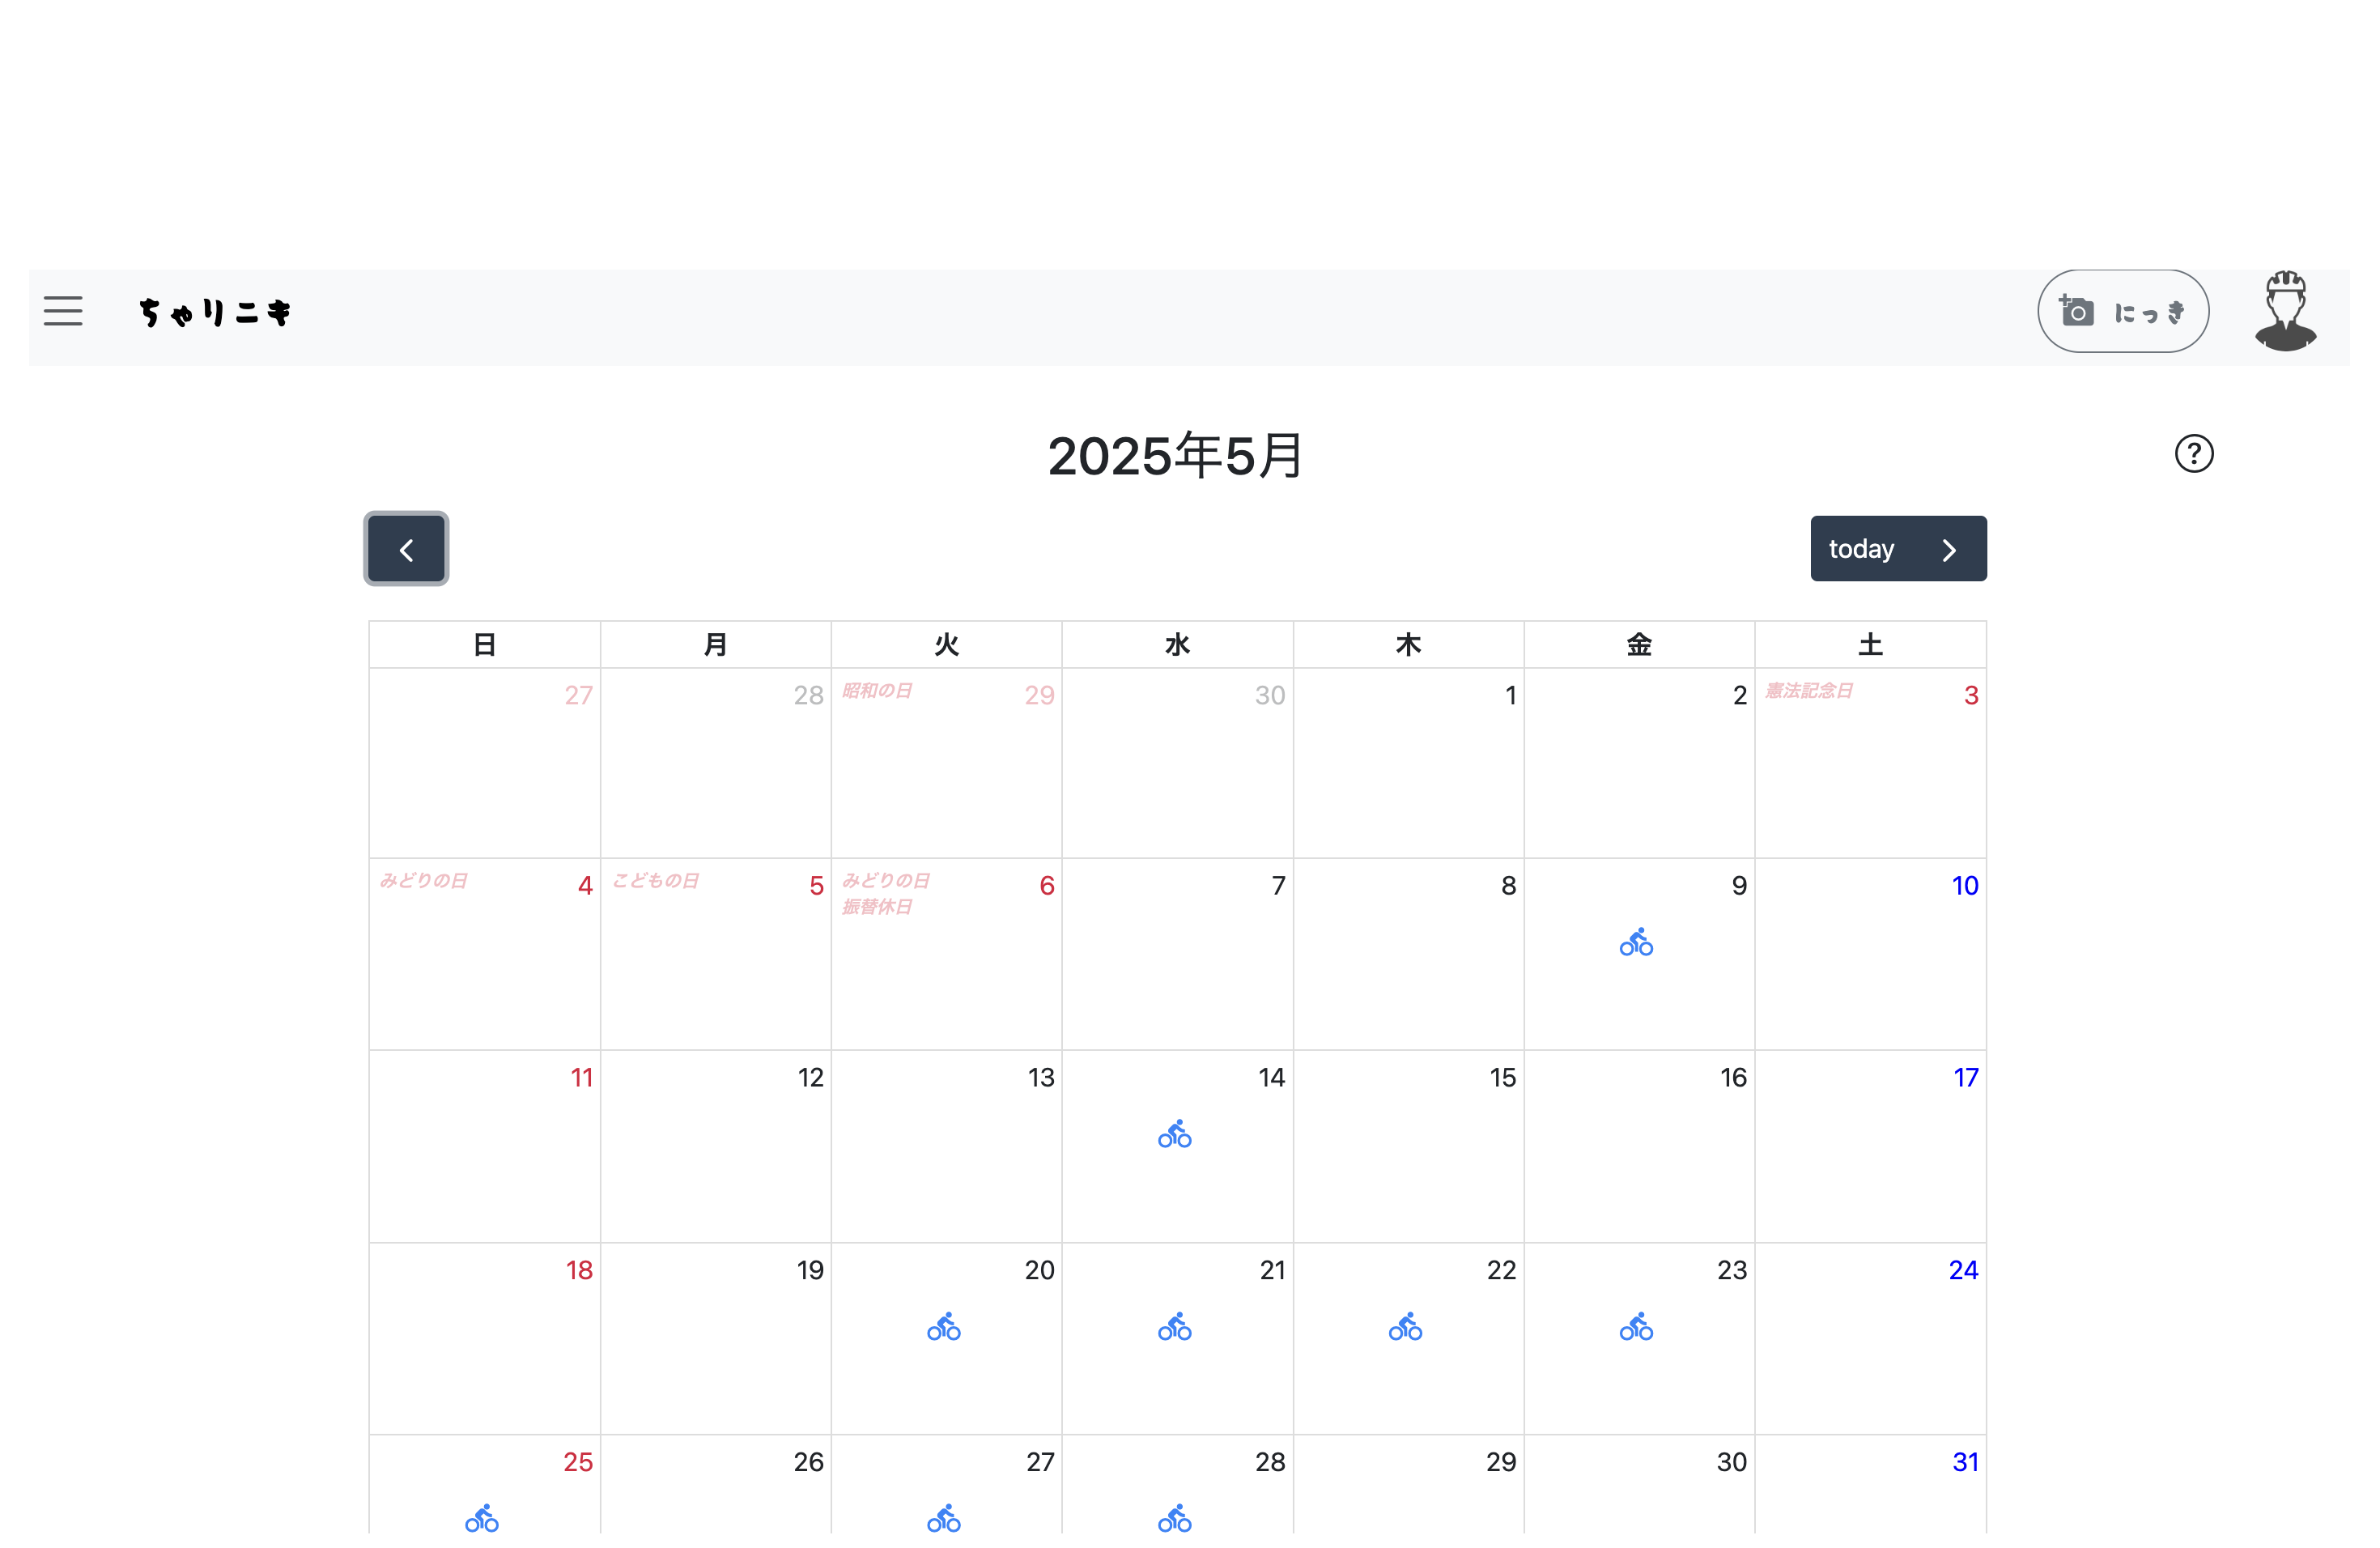 ちゃりこき
にっき
2025年5月
?
today
日 月 火 水 木 金 土
27 28 昭和の日 29 30 1 2 憲法記念日 3
みどりの日 4 こどもの日 5 みどりの日 6 7 8 9 10
振替休日
11 12 13 14 15 16 17
18 19 20 21 22 23 24
25 26 27 28 29 30 31